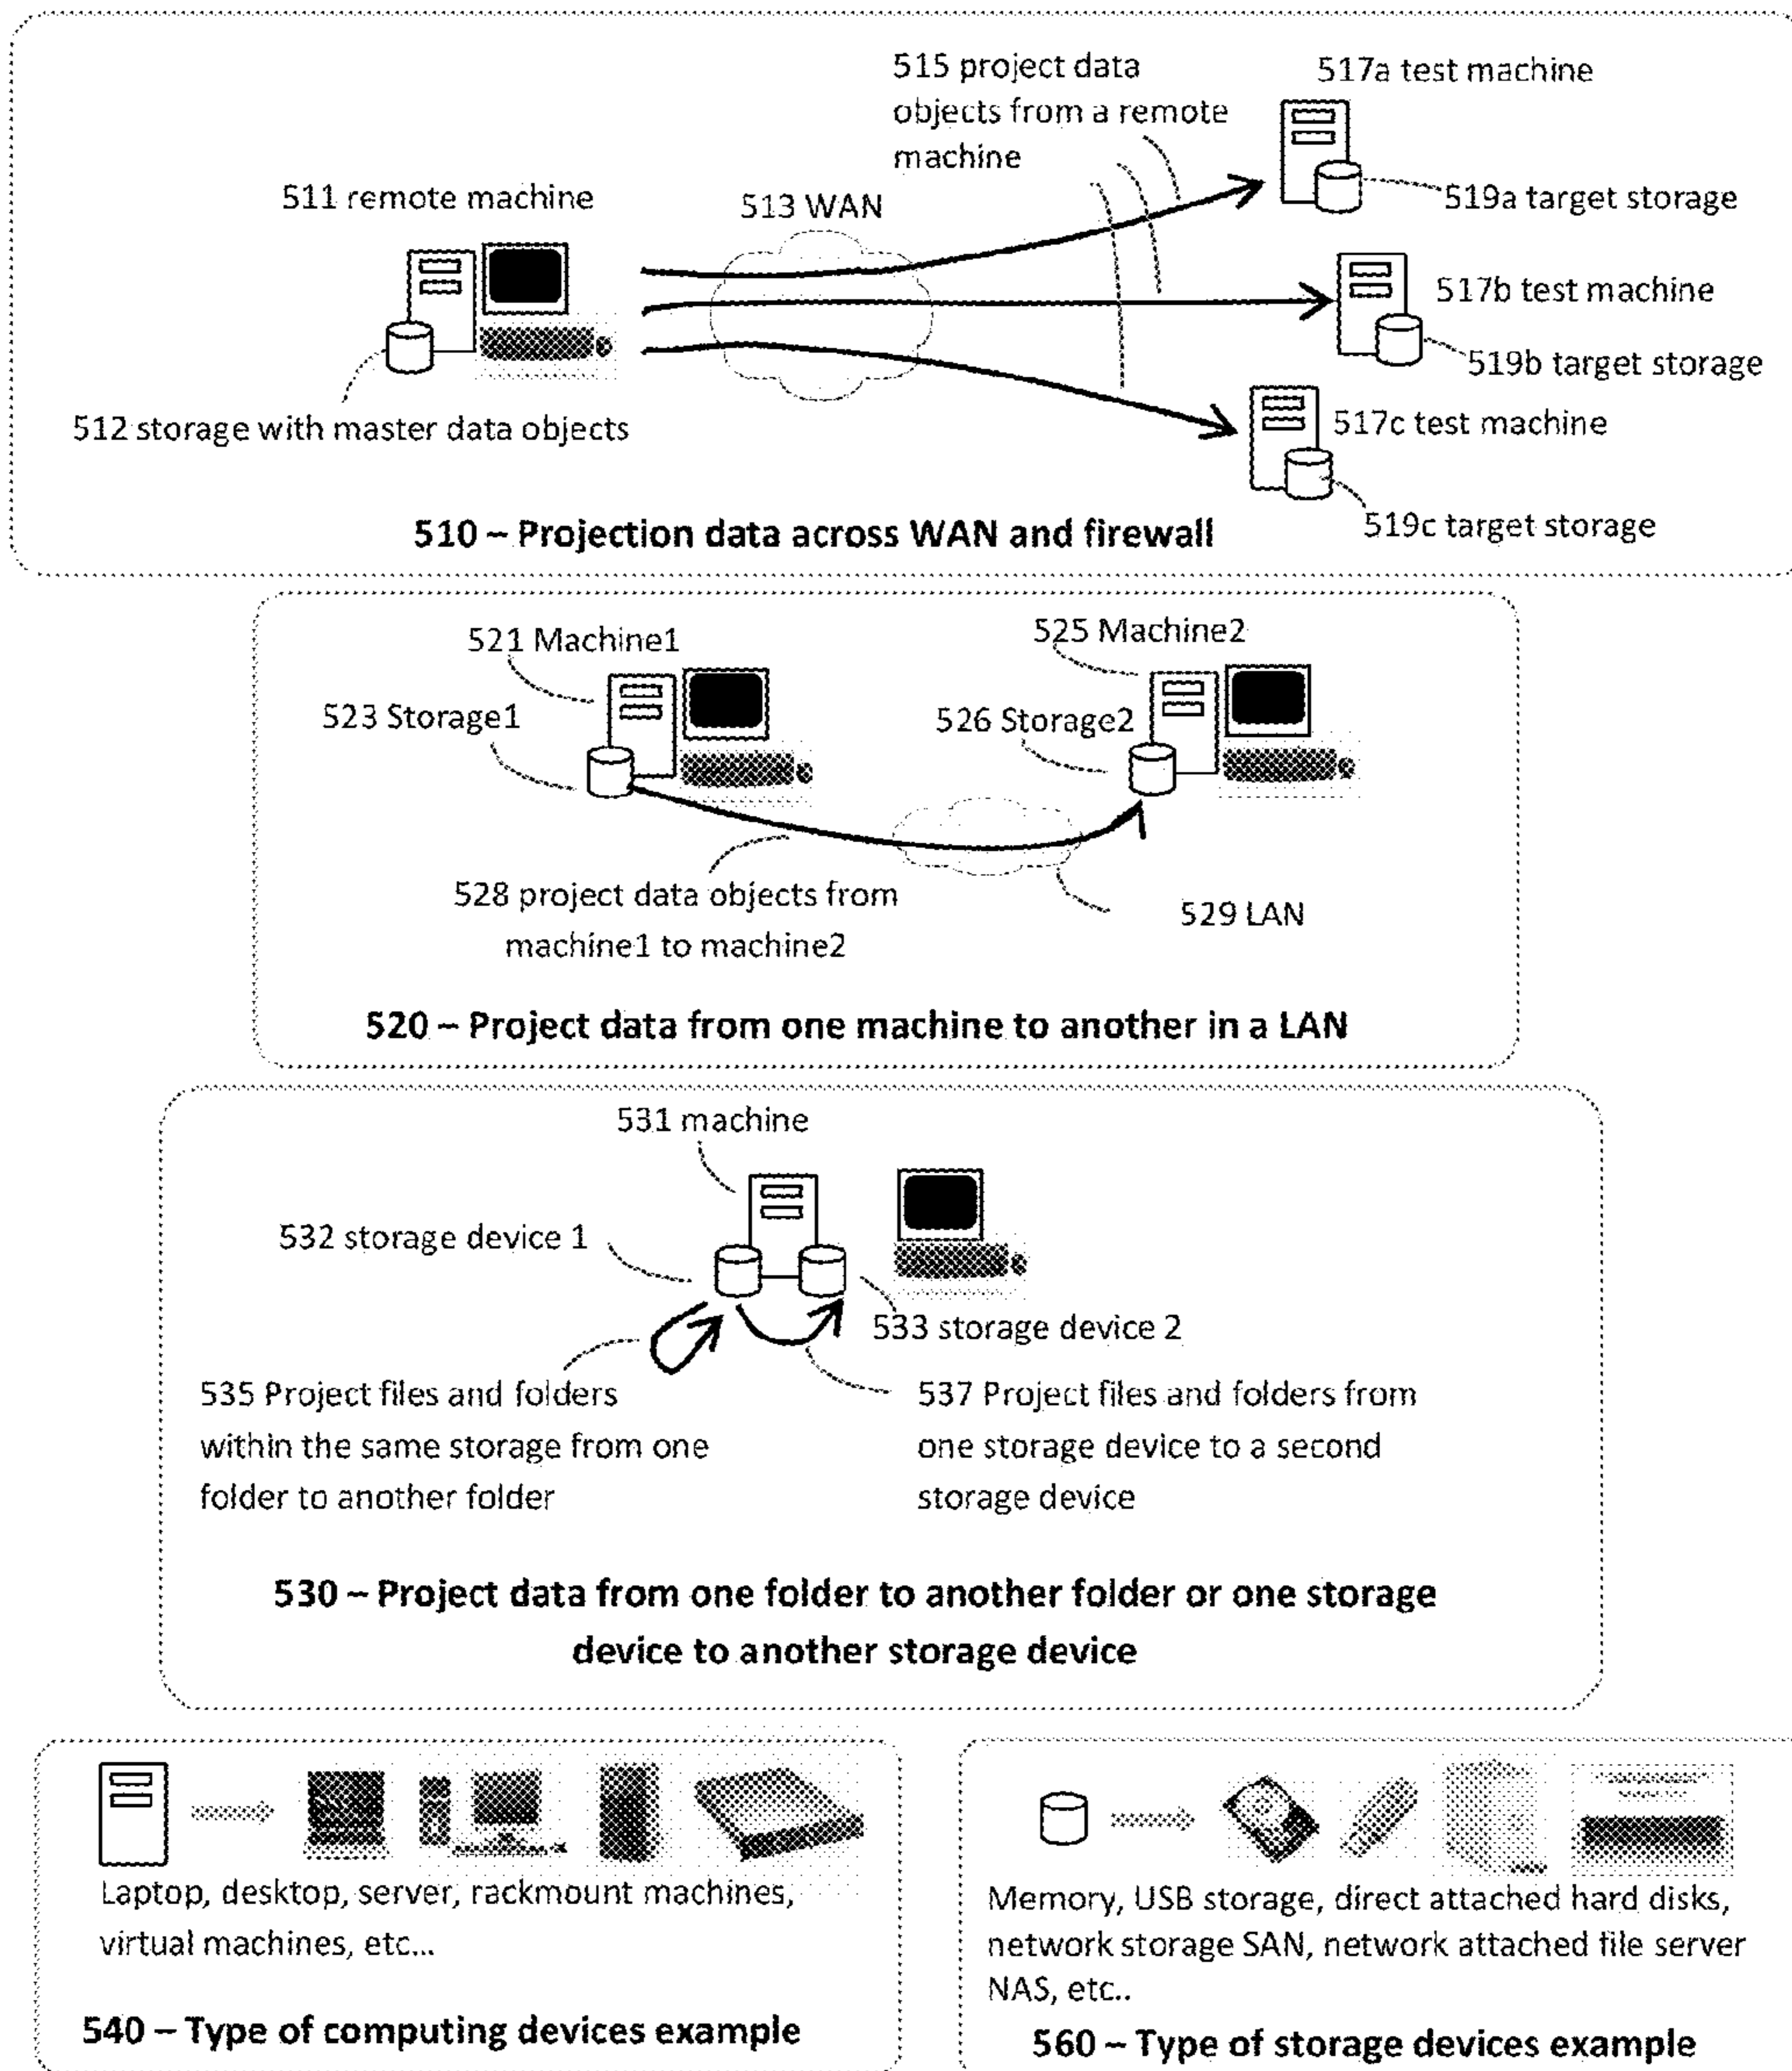 515 project data
objects from a remote
machine
517a test machine
511 remote machine
513 WAN
519a target storage
517b test machine
519b target storage
512 storage with master data objects
517c test machine
519c target storage
510 – Projection data across WAN and firewall
521 Machine1
525 Machine2
523 Storage1
526 Storage2
528 project data objects from
machine1 to machine2
529 LAN
520 – Project data from one machine to another in a LAN
531 machine
532 storage device 1
533 storage device 2
535 Project files and folders
within the same storage from one
folder to another folder
537 Project files and folders from
one storage device to a second
storage device
530 – Project data from one folder to another folder or one storage
device to another storage device
Laptop, desktop, server, rackmount machines,
virtual machines, etc...
540 – Type of computing devices example
Memory, USB storage, direct attached hard disks,
network storage SAN, network attached file server
NAS, etc..
560 – Type of storage devices example